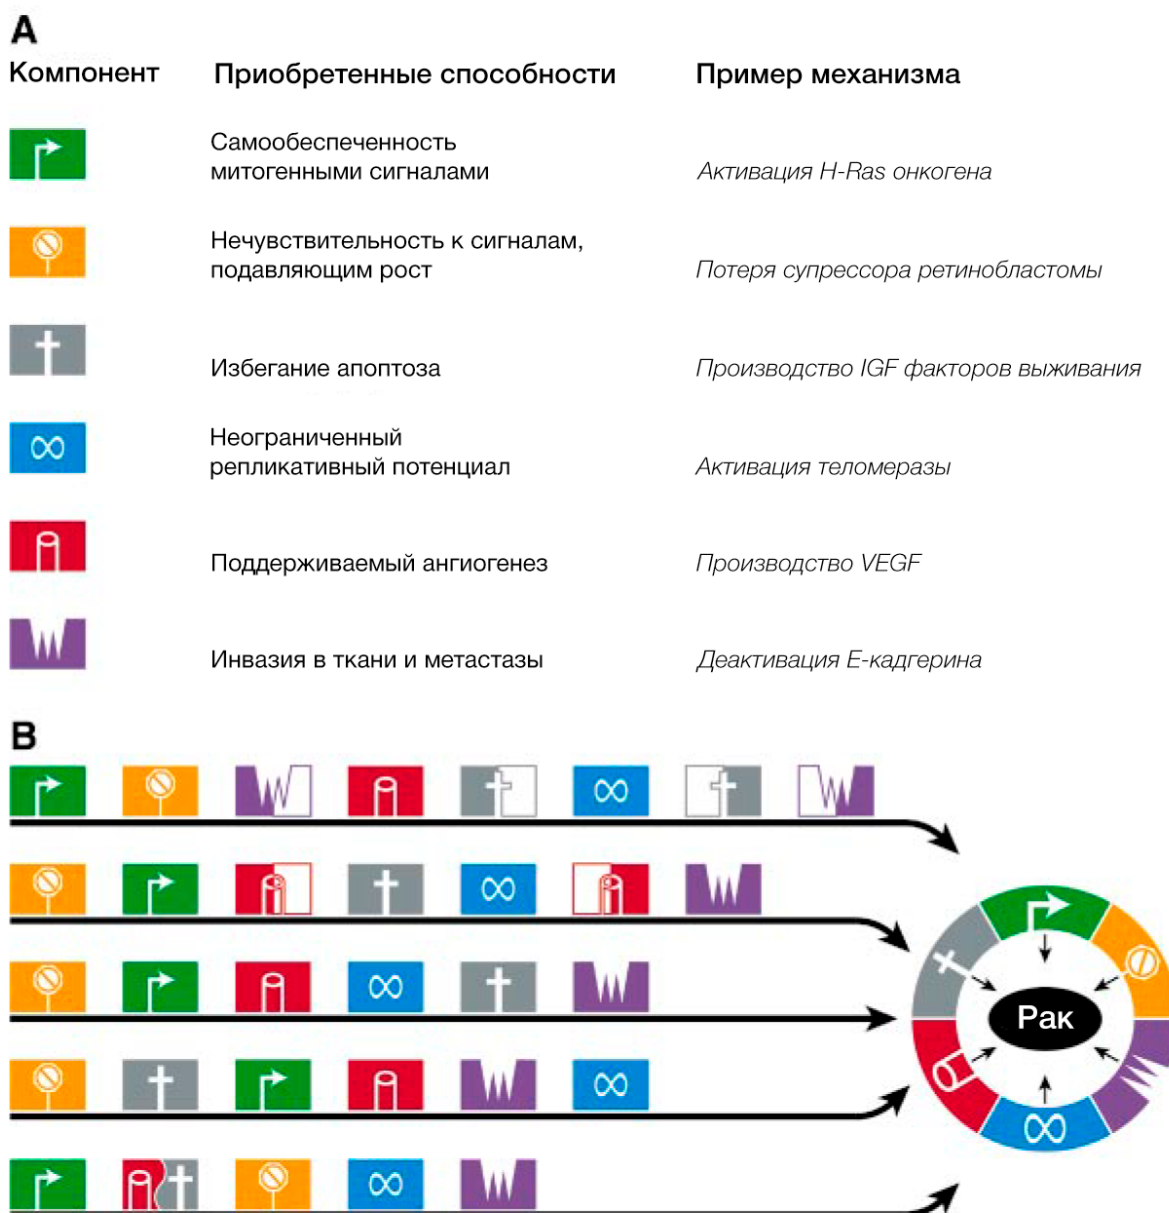 A
Компонент Приобретенные способности Пример механизма
Самообеспеченность
митогенными сигналами Активация H-Ras онкогена
Нечувствительность к сигналам,
подавляющим рост Потеря супрессора ретинобластомы
Избегание апоптоза Производство IGF факторов выживания
Неограниченный
репликативный потенциал Активация теломеразы
Поддерживаемый ангиогенез Производство VEGF
Инвазия в ткани и метастазы Деактивация Е-кадгерина
B
Рак